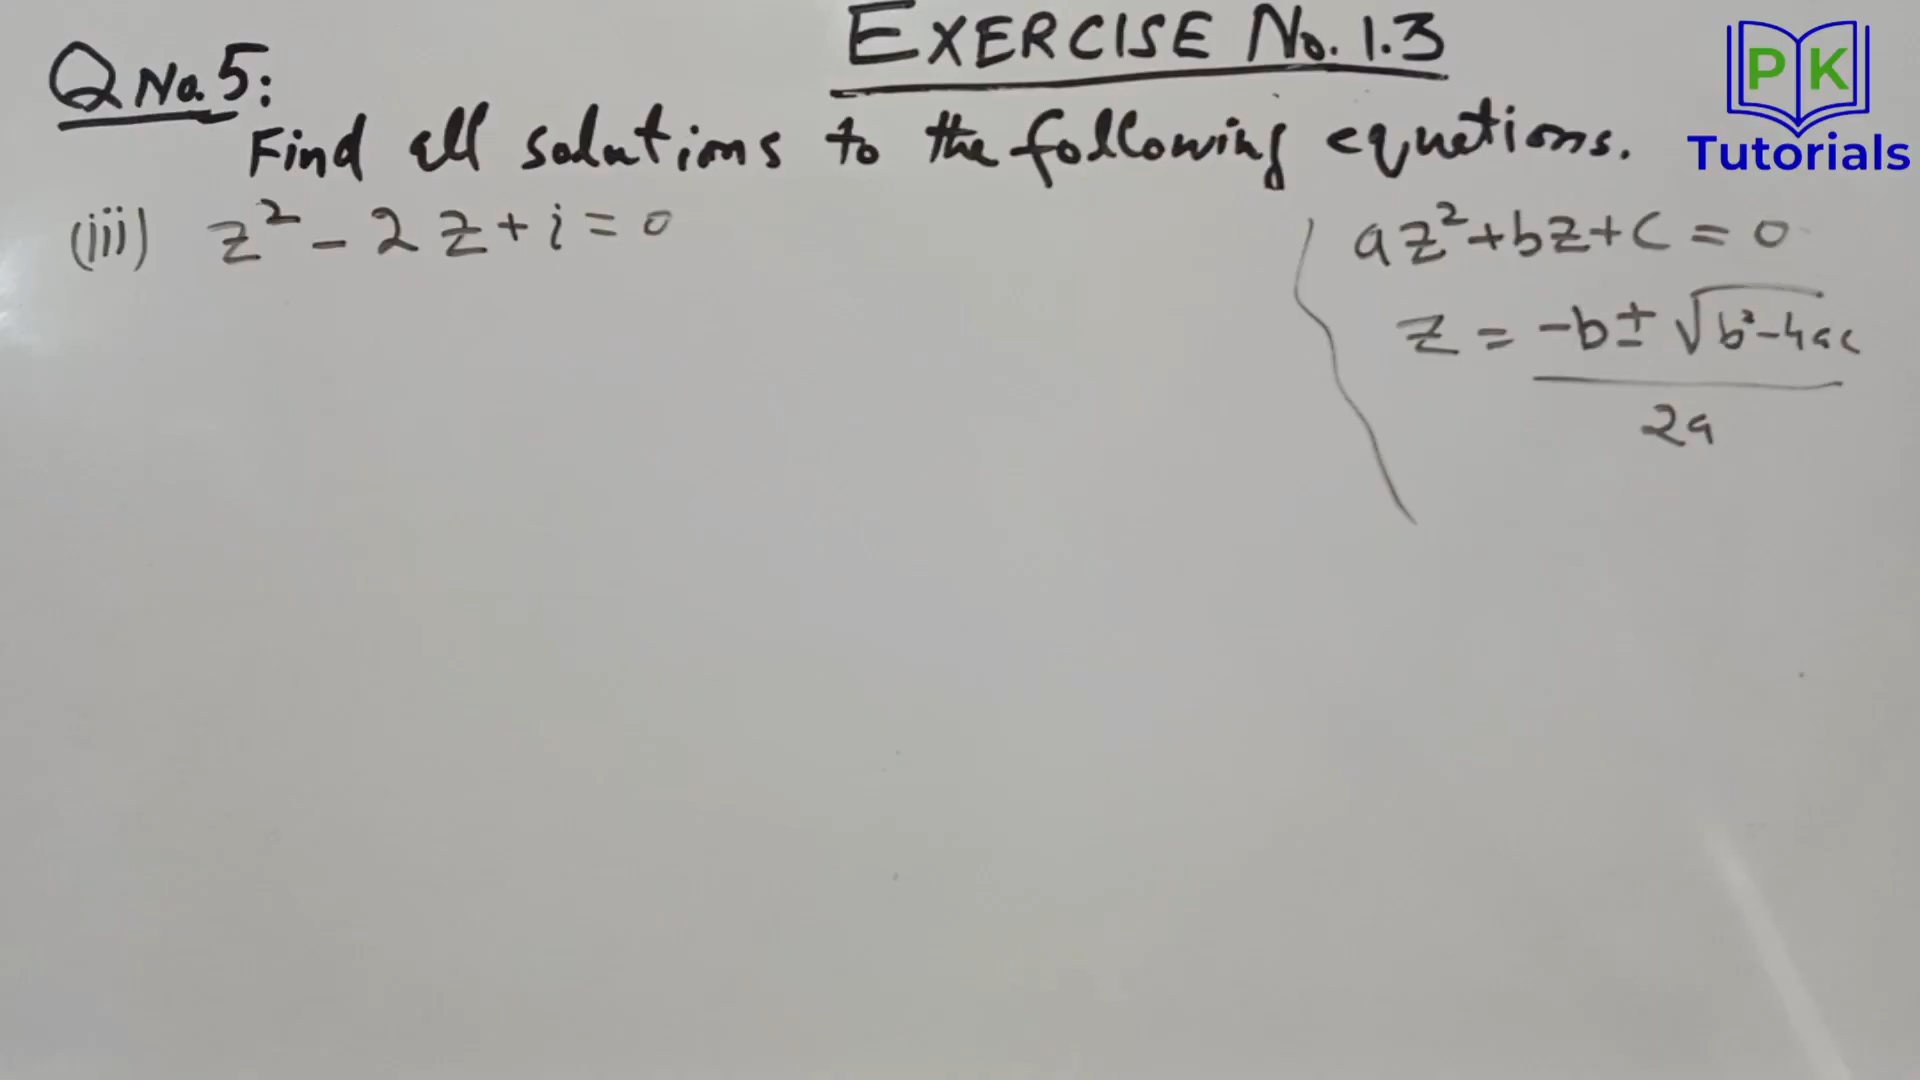 EXERCISE No. 1.3
Q No. 5:
Find all solutions to the following equations.
(iii) z² - 2z + i = 0
az² + bz + c = 0
z = -b ± √b² - 4ac
2a
PK
Tutorials